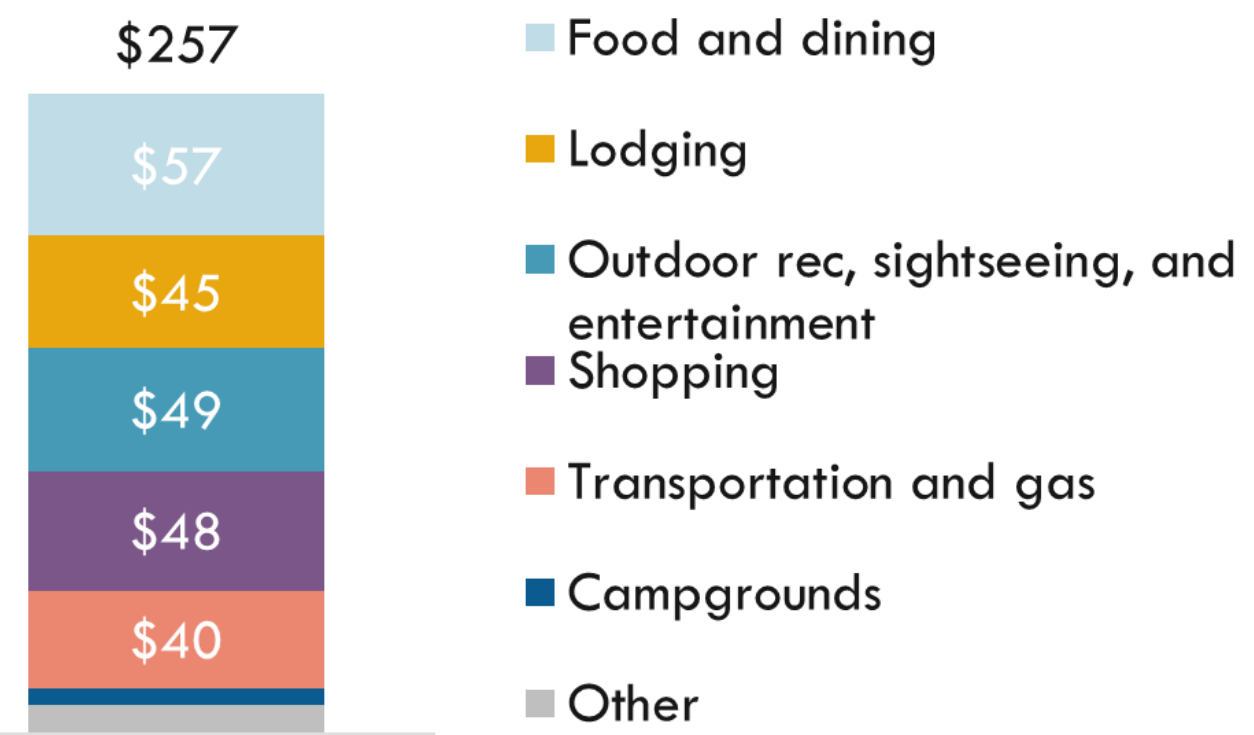 $257
$57
$45
$49
$48
$40
Food and dining
Lodging
Outdoor rec, sightseeing, and
entertainment
Shopping
Transportation and gas
Campgrounds
Other